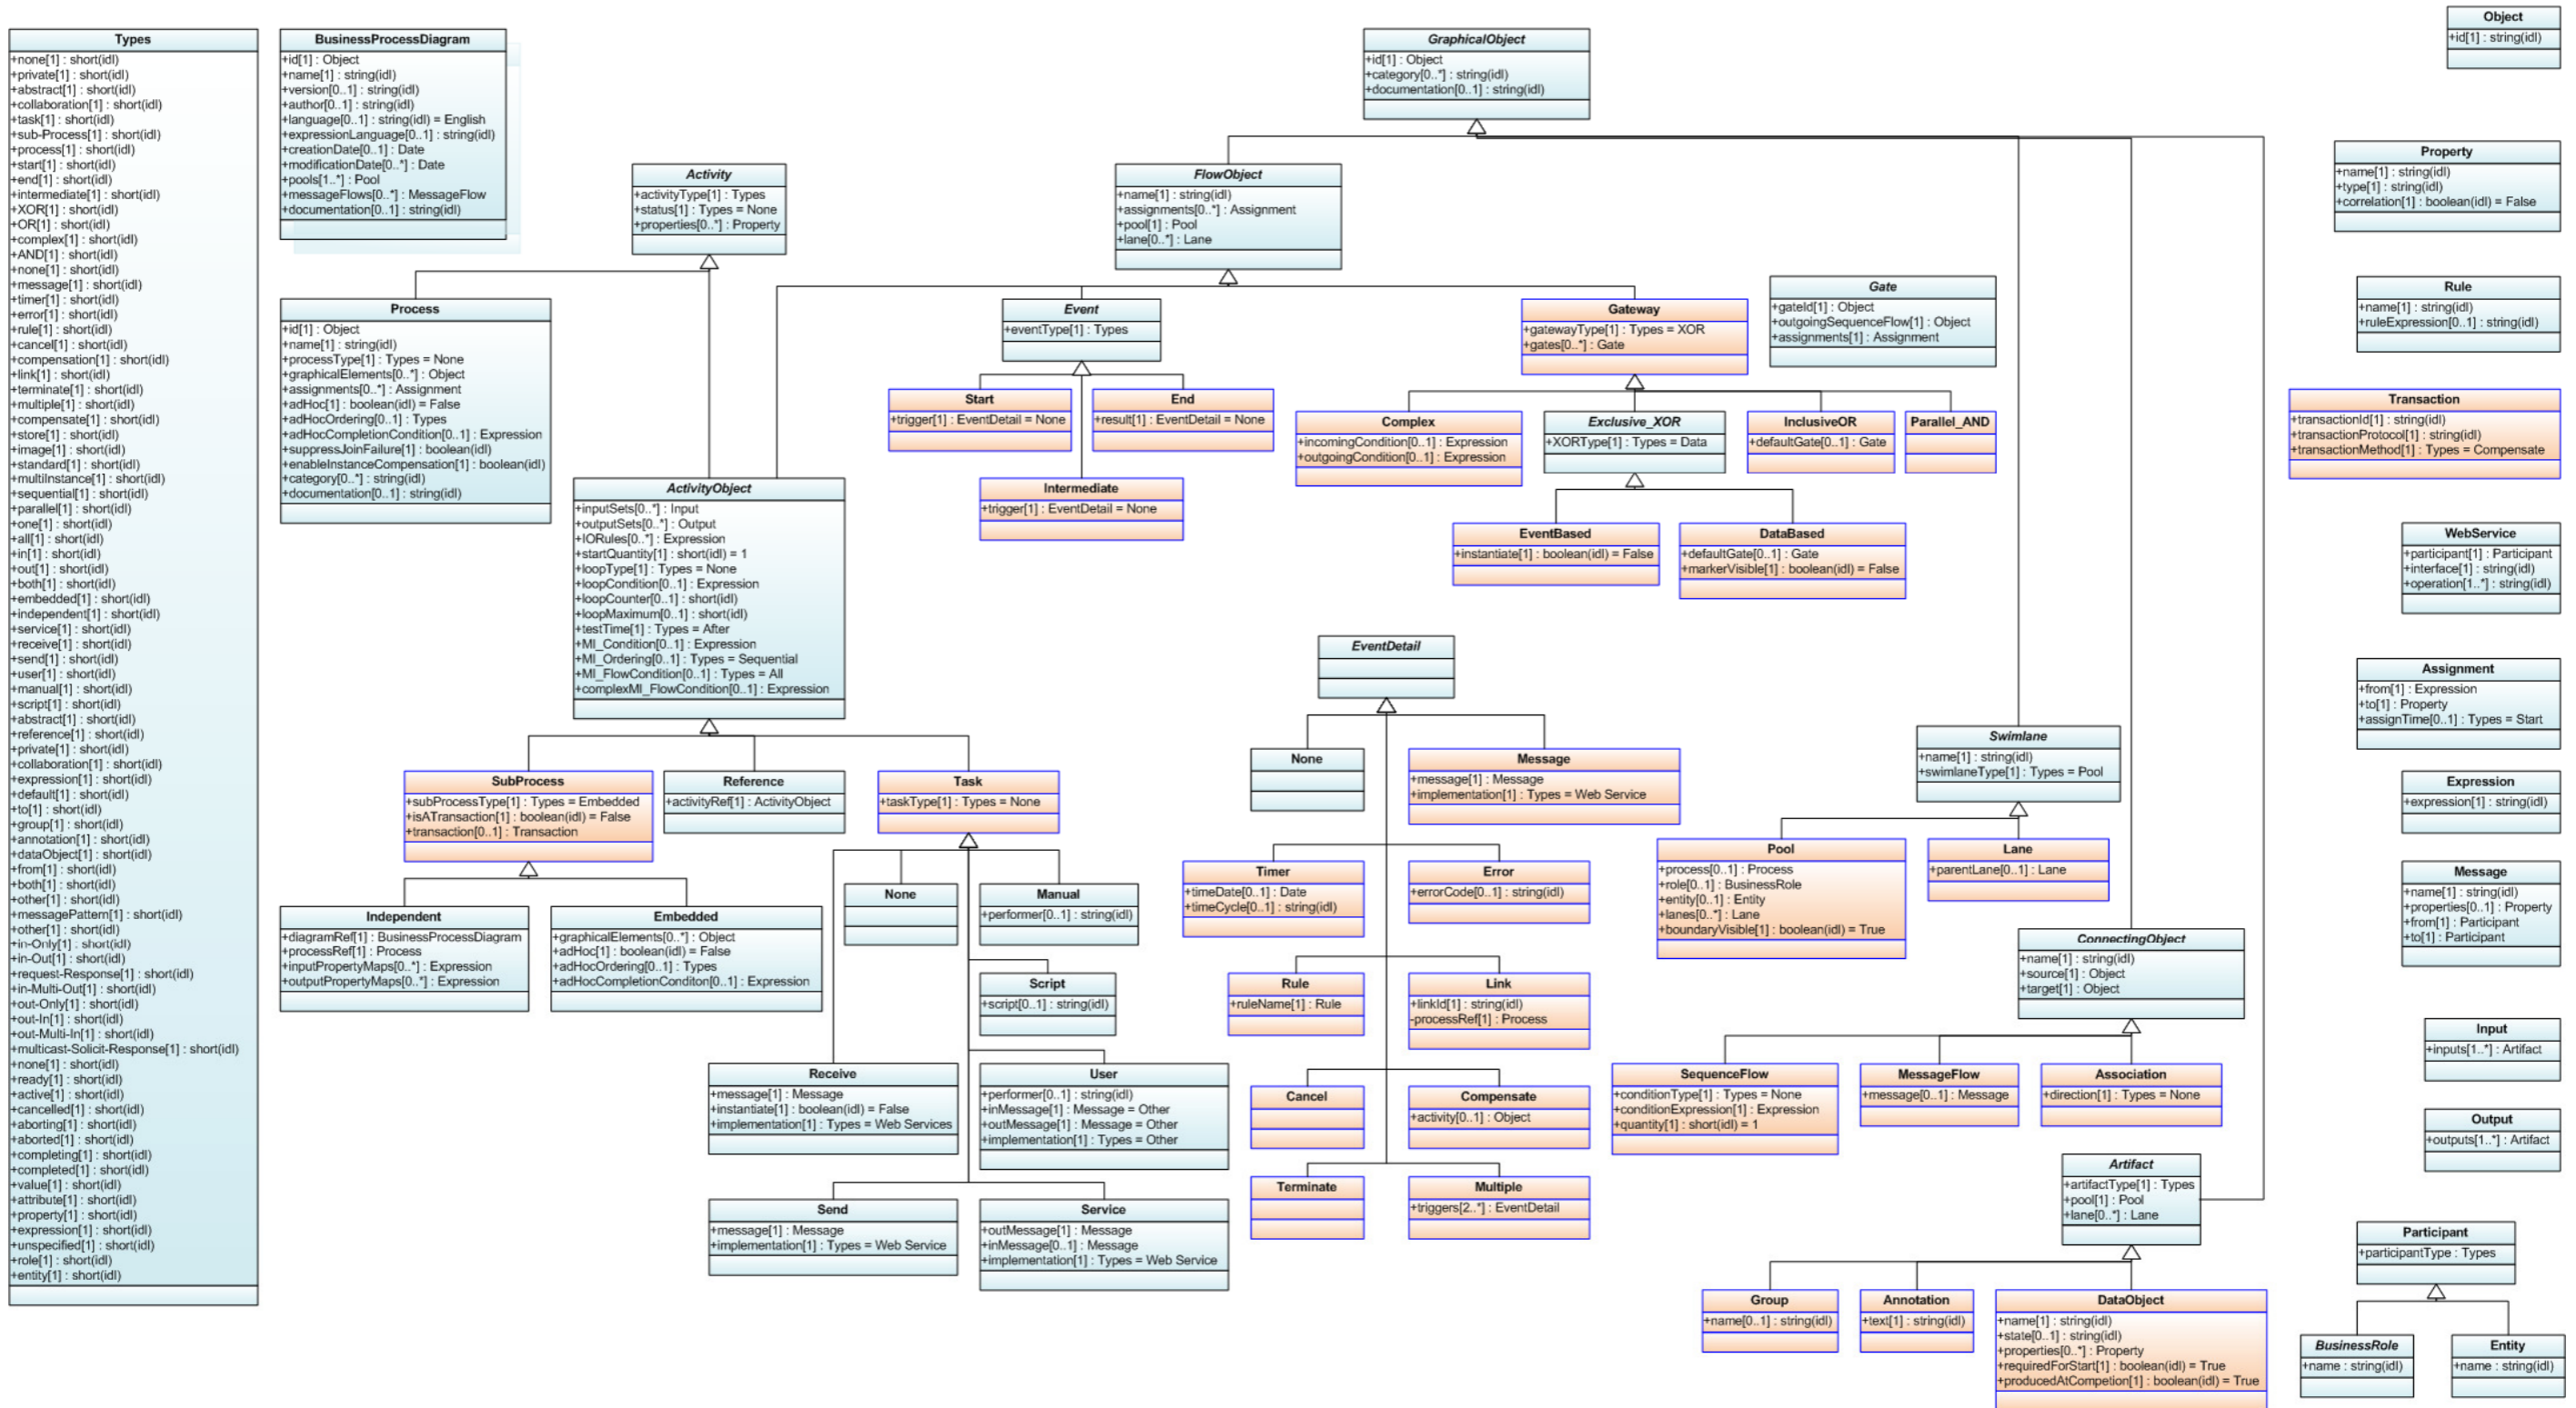 Types
+none[1] : short(idl)
+private[1] : short(idl)
+abstract[1] : short(idl)
+collaboration[1] : short(idl)
+task[1] : short(idl)
+sub-Process[1] : short(idl)
+process[1] : short(idl)
+start[1] : short(idl)
+end[1] : short(idl)
+intermediate[1] : short(idl)
+XOR[1] : short(idl)
+OR[1] : short(idl)
+complex[1] : short(idl)
+AND[1] : short(idl)
+none[1] : short(idl)
+message[1] : short(idl)
+timer[1] : short(idl)
+error[1] : short(idl)
+rule[1] : short(idl)
+cancel[1] : short(idl)
+compensation[1] : short(idl)
+link[1] : short(idl)
+terminate[1] : short(idl)
+multiple[1] : short(idl)
+compensate[1] : short(idl)
+store[1] : short(idl)
+image[1] : short(idl)
+standard[1] : short(idl)
+multiInstance[1] : short(idl)
+sequential[1] : short(idl)
+parallel[1] : short(idl)
+one[1] : short(idl)
+all[1] : short(idl)
+in[1] : short(idl)
+out[1] : short(idl)
+both[1] : short(idl)
+embedded[1] : short(idl)
+independent[1] : short(idl)
+service[1] : short(idl)
+receive[1] : short(idl)
+send[1] : short(idl)
+user[1] : short(idl)
+manual[1] : short(idl)
+script[1] : short(idl)
+abstract[1] : short(idl)
+reference[1] : short(idl)
+private[1] : short(idl)
+collaboration[1] : short(idl)
+expression[1] : short(idl)
+default[1] : short(idl)
+to[1] : short(idl)
+group[1] : short(idl)
+annotation[1] : short(idl)
+dataObject[1] : short(idl)
+from[1] : short(idl)
+both[1] : short(idl)
+other[1] : short(idl)
+messagePattern[1] : short(idl)
+other[1] : short(idl)
+in-Only[1] : short(idl)
+in-Out[1] : short(idl)
+request-Response[1] : short(idl)
+in-Multi-Out[1] : short(idl)
+out-Only[1] : short(idl)
+out-In[1] : short(idl)
+out-Multi-In[1] : short(idl)
+multicast-Solicit-Response[1] : short(idl)
+none[1] : short(idl)
+ready[1] : short(idl)
+active[1] : short(idl)
+cancelled[1] : short(idl)
+aborting[1] : short(idl)
+aborted[1] : short(idl)
+completing[1] : short(idl)
+completed[1] : short(idl)
+value[1] : short(idl)
+attribute[1] : short(idl)
+property[1] : short(idl)
+expression[1] : short(idl)
+unspecified[1] : short(idl)
+role[1] : short(idl)
+entity[1] : short(idl)
BusinessProcessDiagram
+id[1] : Object
+name[1] : string(idl)
+version[0..1] : string(idl)
+author[0..1] : string(idl)
+language[0..1] : string(idl) = English
+expressionLanguage[0..1] : string(idl)
+creationDate[0..1] : Date
+modificationDate[0..*] : Date
+pools[1..*] : Pool
+messageFlows[0..*] : MessageFlow
+documentation[0..1] : string(idl)
Activity
+activityType[1] : Types
+status[1] : Types = None
+properties[0..*] : Property
Process
+id[1] : Object
+name[1] : string(idl)
+processType[1] : Types = None
+graphicalElements[0..*] : Object
+assignments[0..*] : Assignment
+adHoc[1] : boolean(idl) = False
+adHocOrdering[0..1] : Types
+adHocCompletionCondition[0..1] : Expression
+suppressJoinFailure[1] : boolean(idl)
+enableInstanceCompensation[1] : boolean(idl)
+category[0..*] : string(idl)
+documentation[0..1] : string(idl)
ActivityObject
+inputSets[0..*] : Input
+outputSets[0..*] : Output
+IORules[0..*] : Expression
+startQuantity[1] : short(idl) = 1
+loopType[1] : Types = None
+loopCondition[0..1] : Expression
+loopCounter[0..1] : short(idl)
+loopMaximum[0..1] : short(idl)
+testTime[1] : Types = After
+MI_Condition[0..1] : Expression
+MI_Ordering[0..1] : Types = Sequential
+MI_FlowCondition[0..1] : Types = All
+complexMI_FlowCondition[0..1] : Expression
SubProcess
+subProcessType[1] : Types = Embedded
+isATransaction[1] : boolean(idl) = False
+transaction[0..1] : Transaction
Reference
+activityRef[1] : ActivityObject
Task
+taskType[1] : Types = None
Independent
+diagramRef[1] : BusinessProcessDiagram
+processRef[1] : Process
+inputPropertyMaps[0..*] : Expression
+outputPropertyMaps[0..*] : Expression
Embedded
+graphicalElements[0..*] : Object
+adHoc[1] : boolean(idl) = False
+adHocOrdering[0..1] : Types
+adHocCompletionConditon[0..1] : Expression
None
Manual
+performer[0..1] : string(idl)
Script
+script[0..1] : string(idl)
Receive
+message[1] : Message
+instantiate[1] : boolean(idl) = False
+implementation[1] : Types = Web Services
User
+performer[0..1] : string(idl)
+inMessage[1] : Message = Other
+outMessage[1] : Message = Other
+implementation[1] : Types = Other
Send
+message[1] : Message
+implementation[1] : Types = Web Service
Service
+outMessage[1] : Message
+inMessage[0..1] : Message
+implementation[1] : Types = Web Service
GraphicalObject
+id[1] : Object
+category[0..*] : string(idl)
+documentation[0..1] : string(idl)
FlowObject
+name[1] : string(idl)
+assignments[0..*] : Assignment
+pool[1] : Pool
+lane[0..*] : Lane
Event
+eventType[1] : Types
Start
+trigger[1] : EventDetail = None
End
+result[1] : EventDetail = None
Intermediate
+trigger[1] : EventDetail = None
Gateway
+gatewayType[1] : Types = XOR
+gates[0..*] : Gate
Gate
+gateId[1] : Object
+outgoingSequenceFlow[1] : Object
+assignments[1] : Assignment
Complex
+incomingCondition[0..1] : Expression
+outgoingCondition[0..1] : Expression
Exclusive_XOR
+XORType[1] : Types = Data
InclusiveOR
+defaultGate[0..1] : Gate
Parallel_AND
EventBased
+instantiate[1] : boolean(idl) = False
DataBased
+defaultGate[0..1] : Gate
+markerVisible[1] : boolean(idl) = False
EventDetail
None
Message
+message[1] : Message
+implementation[1] : Types = Web Service
Timer
+timeDate[0..1] : Date
+timeCycle[0..1] : string(idl)
Error
+errorCode[0..1] : string(idl)
Rule
+ruleName[1] : Rule
Link
+linkId[1] : string(idl)
-processRef[1] : Process
Cancel
Compensate
+activity[0..1] : Object
Terminate
Multiple
+triggers[2..*] : EventDetail
Swimlane
+name[1] : string(idl)
+swimlaneType[1] : Types = Pool
Pool
+process[0..1] : Process
+role[0..1] : BusinessRole
+entity[0..1] : Entity
+lanes[0..*] : Lane
+boundaryVisible[1] : boolean(idl) = True
Lane
+parentLane[0..1] : Lane
ConnectingObject
+name[1] : string(idl)
+source[1] : Object
+target[1] : Object
SequenceFlow
+conditionType[1] : Types = None
+conditionExpression[1] : Expression
+quantity[1] : short(idl) = 1
MessageFlow
+message[0..1] : Message
Association
+direction[1] : Types = None
Artifact
+artifactType[1] : Types
+pool[1] : Pool
+lane[0..*] : Lane
Group
+name[0..1] : string(idl)
Annotation
+text[1] : string(idl)
DataObject
+name[1] : string(idl)
+state[0..1] : string(idl)
+properties[0..*] : Property
+requiredForStart[1] : boolean(idl) = True
+producedAtCompetion[1] : boolean(idl) = True
Object
+id[1] : string(idl)
Property
+name[1] : string(idl)
+type[1] : string(idl)
+correlation[1] : boolean(idl) = False
Rule
+name[1] : string(idl)
+ruleExpression[0..1] : string(idl)
Transaction
+transactionId[1] : string(idl)
+transactionProtocol[1] : string(idl)
+transactionMethod[1] : Types = Compensate
WebService
+participant[1] : Participant
+interface[1] : string(idl)
+operation[1..*] : string(idl)
Assignment
+from[1] : Expression
+to[1] : Property
+assignTime[0..1] : Types = Start
Expression
+expression[1] : string(idl)
Message
+name[1] : string(idl)
+properties[0..1] : Property
+from[1] : Participant
+to[1] : Participant
Input
+inputs[1..*] : Artifact
Output
+outputs[1..*] : Artifact
Participant
+participantType : Types
BusinessRole
+name : string(idl)
Entity
+name : string(idl)